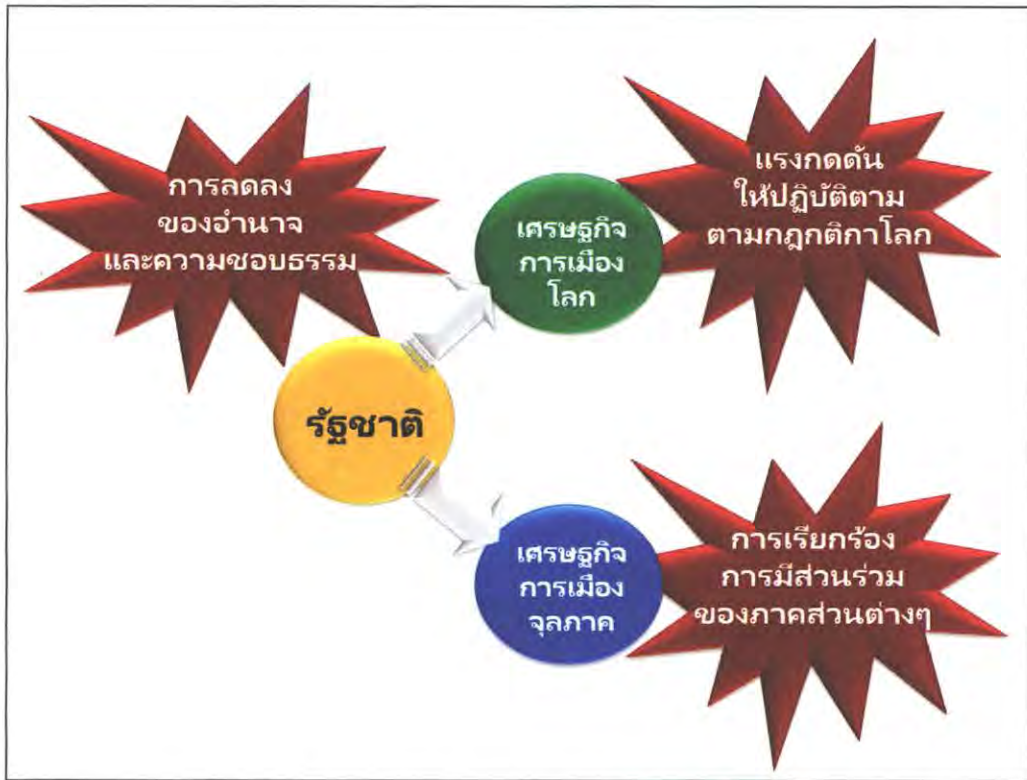 การลดลง
ของอำนาจ
และความชอบธรรม
แรงกดดัน
ให้ปฏิบัติตาม
ตามกฎกติกาโลก
เศรษฐกิจ
การเมือง
โลก
รัฐชาติ
เศรษฐกิจ
การเมือง
จุลภาค
การเรียกร้อง
การมีส่วนร่วม
ของภาคส่วนต่างๆ